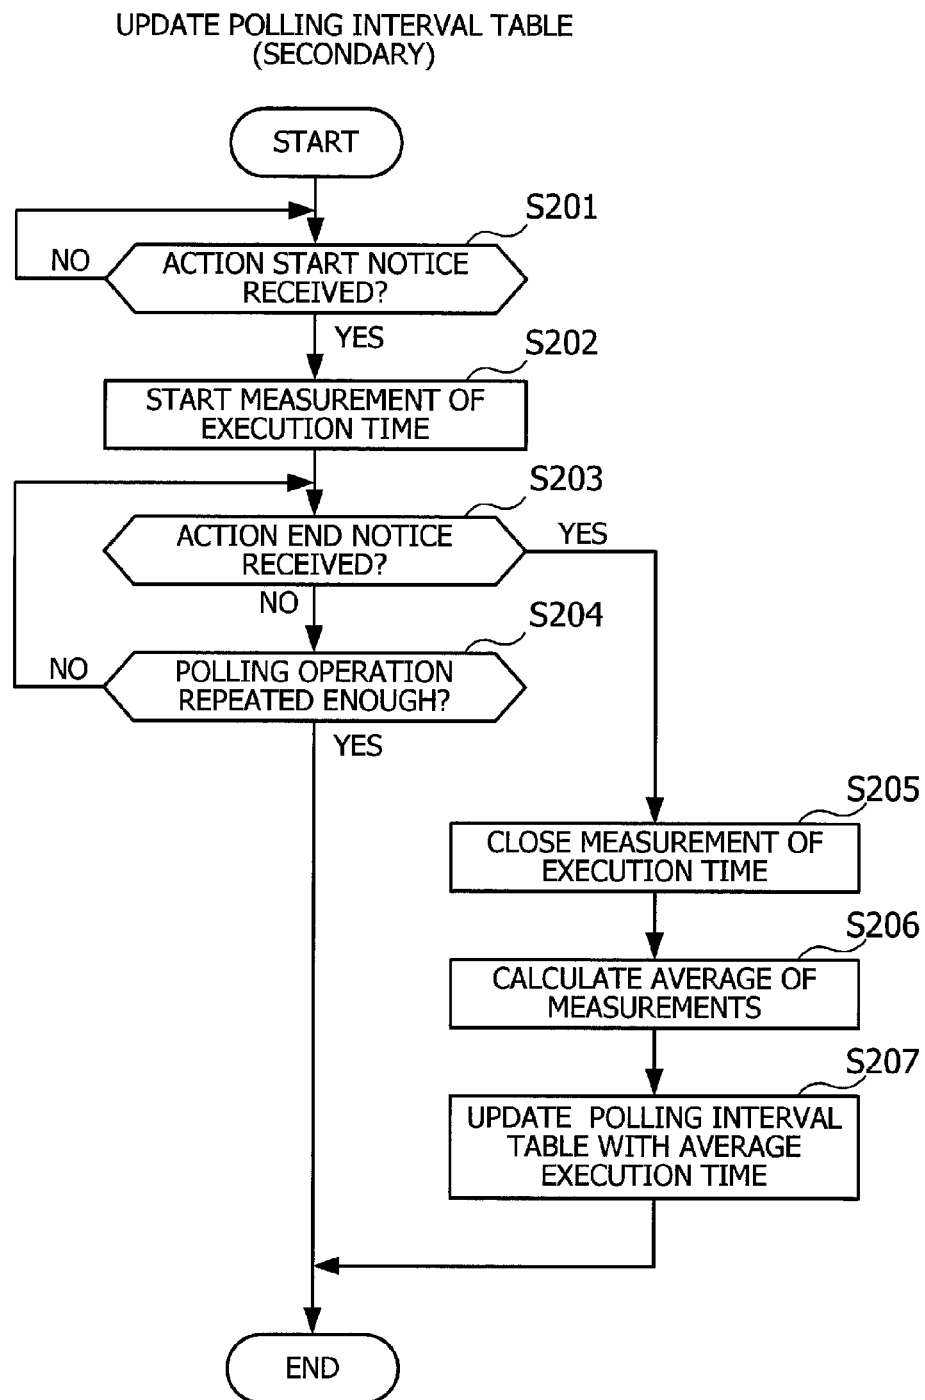 UPDATE POLLING INTERVAL TABLE
(SECONDARY)
START
S201
NO
ACTION START NOTICE
RECEIVED?
YES
S202
START MEASUREMENT OF
EXECUTION TIME
S203
ACTION END NOTICE
RECEIVED?
YES
NO
S204
NO
POLLING OPERATION
REPEATED ENOUGH?
YES
S205
CLOSE MEASUREMENT OF
EXECUTION TIME
S206
CALCULATE AVERAGE OF
MEASUREMENTS
S207
UPDATE POLLING INTERVAL
TABLE WITH AVERAGE
EXECUTION TIME
END